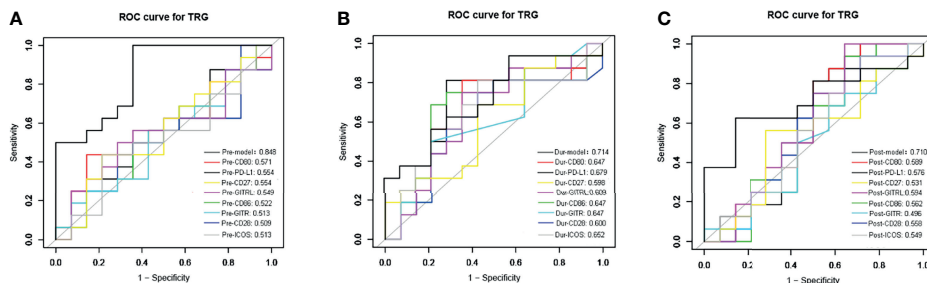 A
ROC curve for TRG
Sensitivity
1.0
0.8
0.6
0.4
0.2
0.0
Pre-model: 0.848
Pre-CD80: 0.571
Pre-PD-L1: 0.554
Pre-CD27: 0.554
Pre-GITRL: 0.549
Pre-CD86: 0.522
Pre-GITR: 0.513
Pre-CD28: 0.509
Pre-ICOS: 0.513
0.0 0.2 0.4 0.6 0.8 1.0
1 - Specificity
B
ROC curve for TRG
Sensitivity
1.0
0.8
0.6
0.4
0.2
0.0
Dur-model: 0.714
Dur-CD80: 0.647
Dur-PD-L1: 0.679
Dur-CD27: 0.598
Dur-GITRL: 0.609
Dur-CD86: 0.647
Dur-GITR: 0.647
Dur-CD28: 0.600
Dur-ICOS: 0.652
0.0 0.2 0.4 0.6 0.8 1.0
1 - Specificity
C
ROC curve for TRG
Sensitivity
1.0
0.8
0.6
0.4
0.2
0.0
Post-model: 0.710
Post-CD80: 0.589
Post-PD-L1: 0.576
Post-CD27: 0.531
Post-GITRL: 0.594
Post-CD86: 0.562
Post-GITR: 0.496
Post-CD28: 0.558
Post-ICOS: 0.549
0.0 0.2 0.4 0.6 0.8 1.0
1 - Specificity